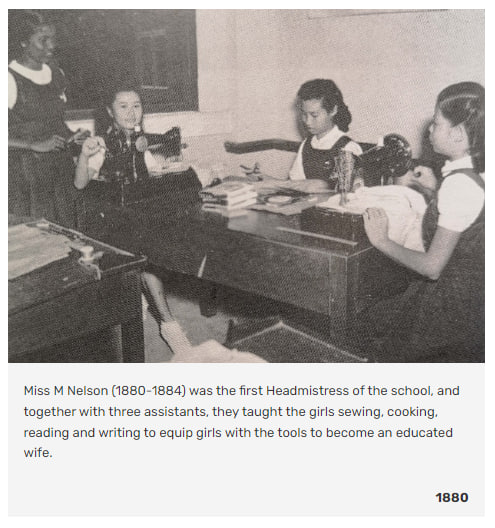 Miss M Nelson (1880-1884) was the first Headmistress of the school, and
together with three assistants, they taught the girls sewing, cooking,
reading and writing to equip girls with the tools to become an educated
wife.
1880